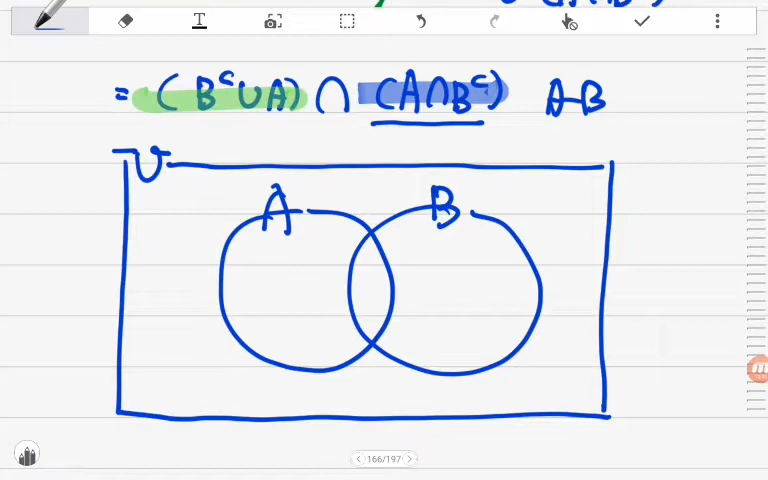 = (B^c ∪ A) ∩ (A ∩ B^c) A-B
U
A B
166/197